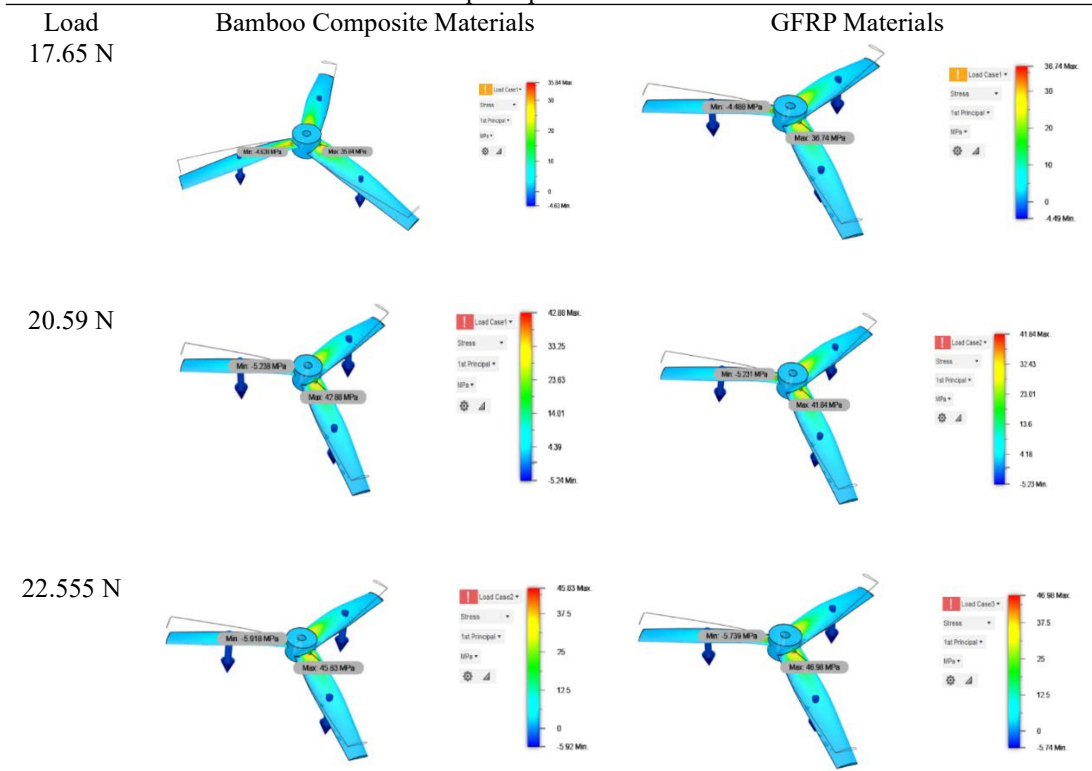 Load Bamboo Composite Materials GFRP Materials
17.65 N
Load Case1
Stress
1st Principal
MPa
35.84 Max.
30
20
10
0
-4.63 Min.
Max: 35.84 MPa
Load Case1
Stress
1st Principal
MPa
36.74 Max.
30
20
10
0
-4.49 Min.
Min: -4.488 MPa
Max: 36.74 MPa
20.59 N
Load Case1
Stress
1st Principal
MPa
42.88 Max.
33.25
23.63
14.01
4.39
-5.24 Min.
Min: -5.238 MPa
Max: 42.88 MPa
Load Case2
Stress
1st Principal
MPa
41.84 Max.
32.43
23.01
13.6
4.18
-5.23 Min.
Min: -5.231 MPa
Max: 41.84 MPa
22.555 N
Load Case2
Stress
1st Principal
MPa
45.83 Max.
37.5
25
12.5
0
-5.92 Min.
Min: -5.918 MPa
Max: 45.83 MPa
Load Case3
Stress
1st Principal
MPa
46.98 Max.
37.5
25
12.5
0
-5.74 Min.
Min: -5.739 MPa
Max: 46.98 MPa